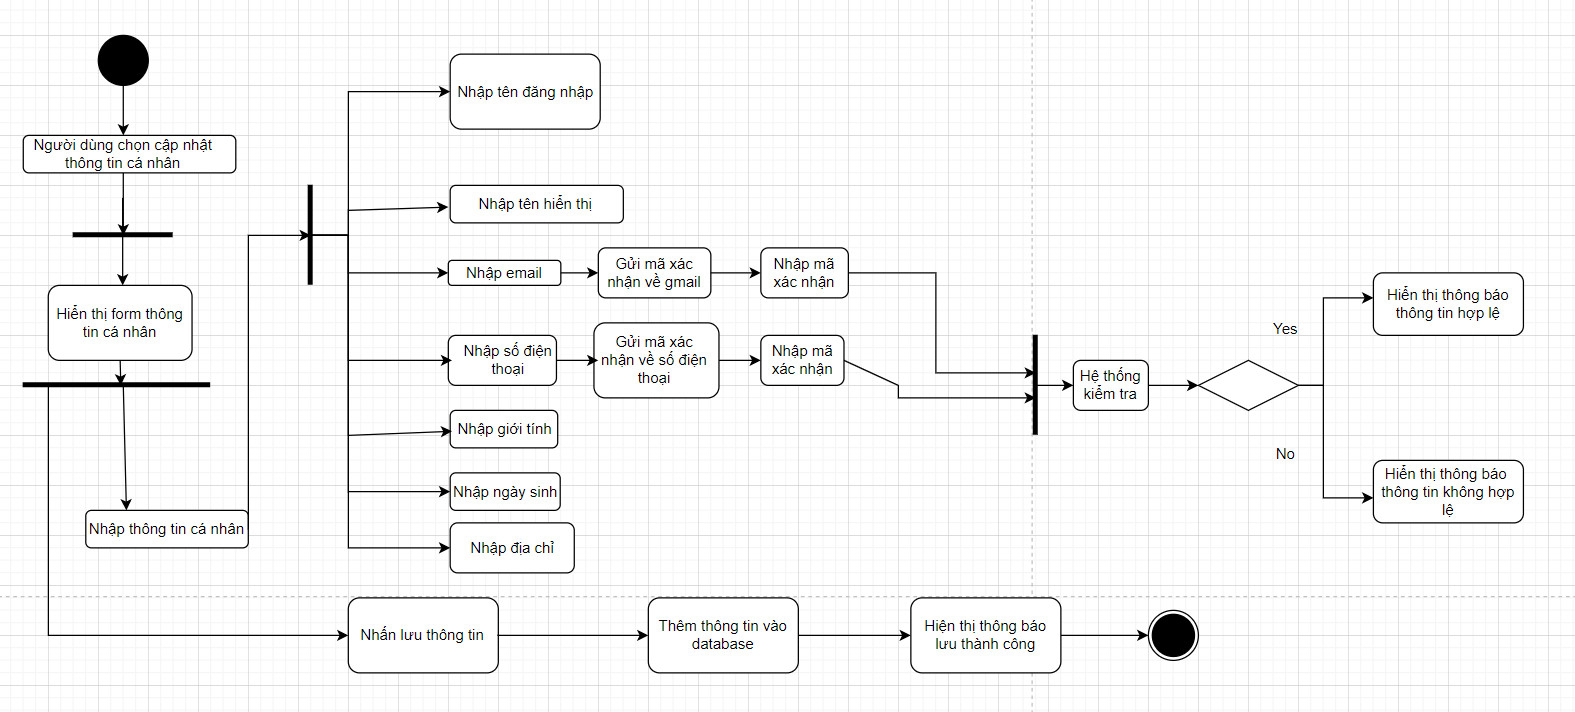 Người dùng chọn cập nhật
thông tin cá nhân
Hiển thị form thông
tin cá nhân
Nhập thông tin cá nhân
Nhập tên đăng nhập
Nhập tên hiển thị
Nhập email
Gửi mã xác
nhận về gmail
Nhập mã
xác nhận
Nhập số điện
thoại
Gửi mã xác
nhận về số điện
thoại
Nhập mã
xác nhận
Nhập giới tính
Nhập ngày sinh
Nhập địa chỉ
Hệ thống
kiểm tra
Yes
No
Hiển thị thông báo
thông tin hợp lệ
Hiển thị thông báo
thông tin không hợp
lệ
Nhấn lưu thông tin
Thêm thông tin vào
database
Hiện thị thông báo
lưu thành công